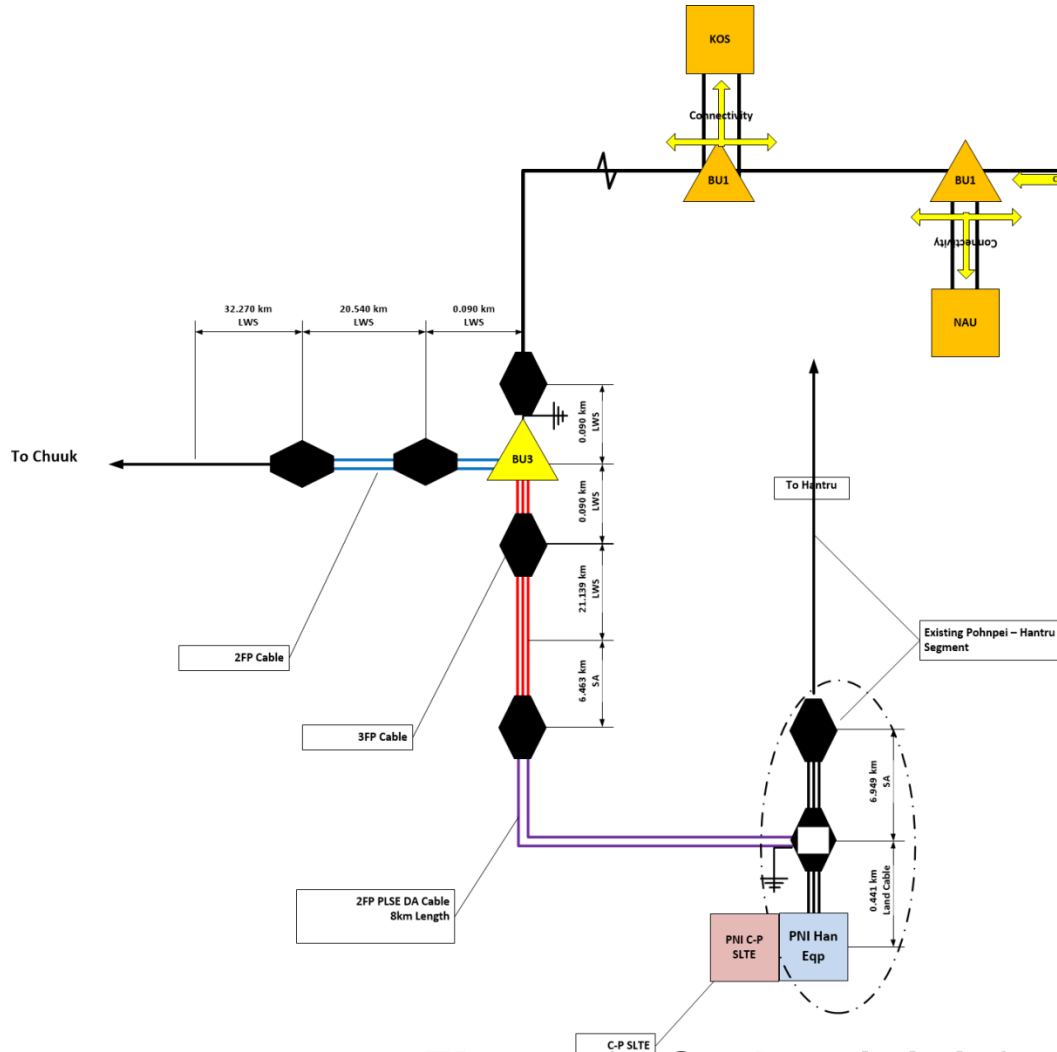 KOS
Connectivity
BU1
BU1
Connectivity
NAU
32.270 km
LWS
20.540 km
LWS
0.090 km
LWS
0.090 km
LWS
To Chuuk
BU3
0.090 km
LWS
To Hantru
21.139 km
LWS
2FP Cable
Existing Pohnpei – Hantru
Segment
6.463 km
SA
3FP Cable
6.949 km
SA
2FP PLSE DA Cable
8km Length
0.441 km
Land Cable
PNI C-P
SLTE
PNI Han
Eqp
C-P SLTE